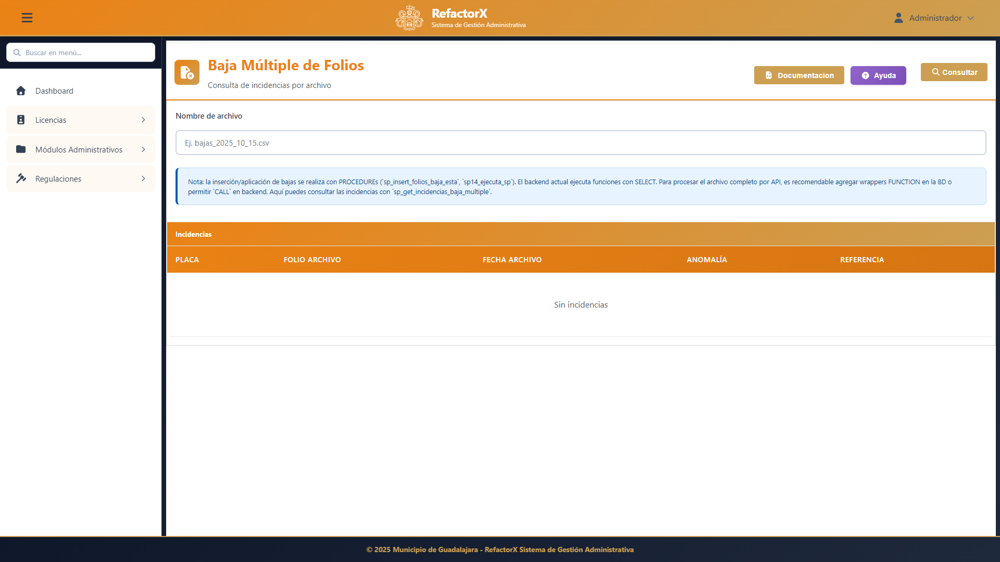 RefactorX
Sistema de Gestión Administrativa
Administrador
Buscar en menú...
Dashboard
Licencias
Módulos Administrativos
Regulaciones
Baja Múltiple de Folios
Consulta de incidencias por archivo
Documentacion
Ayuda
Consultar
Nombre de archivo
Ej. bajas_2025_10_15.csv
Nota: la inserción/aplicación de bajas se realiza con PROCEDUREs (`sp_insert_folios_baja_esta`, `sp14_ejecuta_sp`). El backend actual ejecuta funciones con SELECT. Para procesar el archivo completo por API, es recomendable agregar wrappers FUNCTION en la BD o
permitir `CALL` en backend. Aquí puedes consultar las incidencias con `sp_get_incidencias_baja_multiple`.
Incidencias
PLACA FOLIO ARCHIVO FECHA ARCHIVO ANOMALÍA REFERENCIA
Sin incidencias
© 2025 Municipio de Guadalajara - RefactorX Sistema de Gestión Administrativa